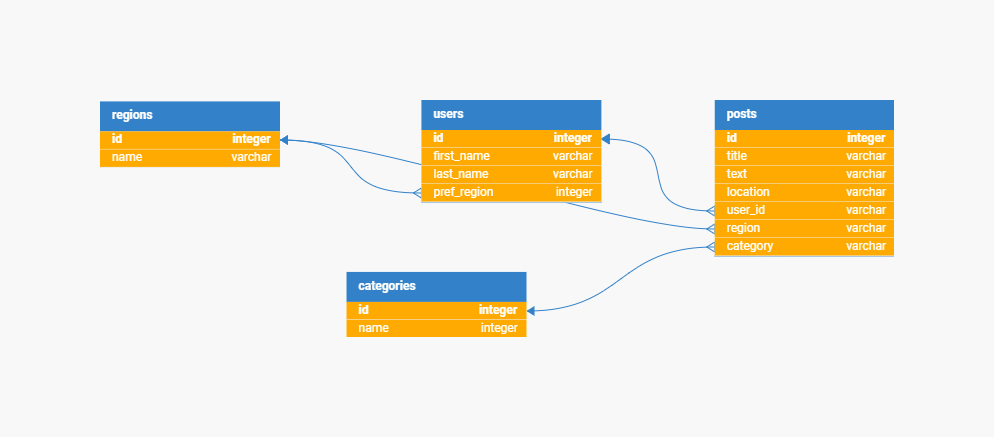 regions
id integer
name varchar
users
id integer
first_name varchar
last_name varchar
pref_region integer
posts
id integer
title varchar
text varchar
location varchar
user_id varchar
region varchar
category varchar
categories
id integer
name integer